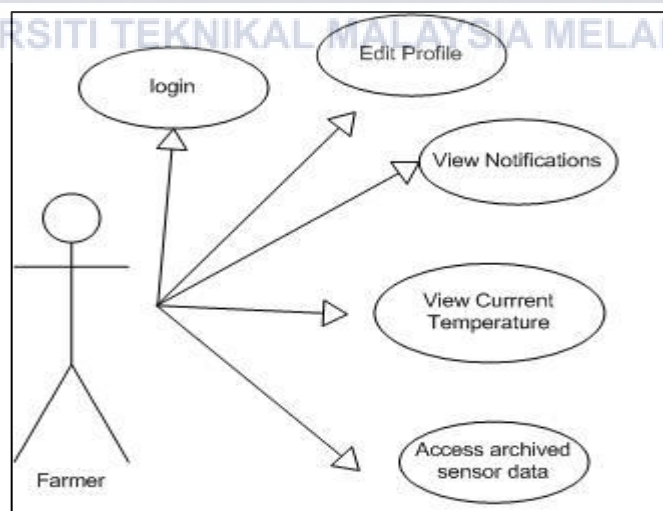 RSITI TEKNIKAL MALAYSIA MELA
Edit Profile
login
View Notifications
View Currrent
Temperature
Access archived
sensor data
Farmer